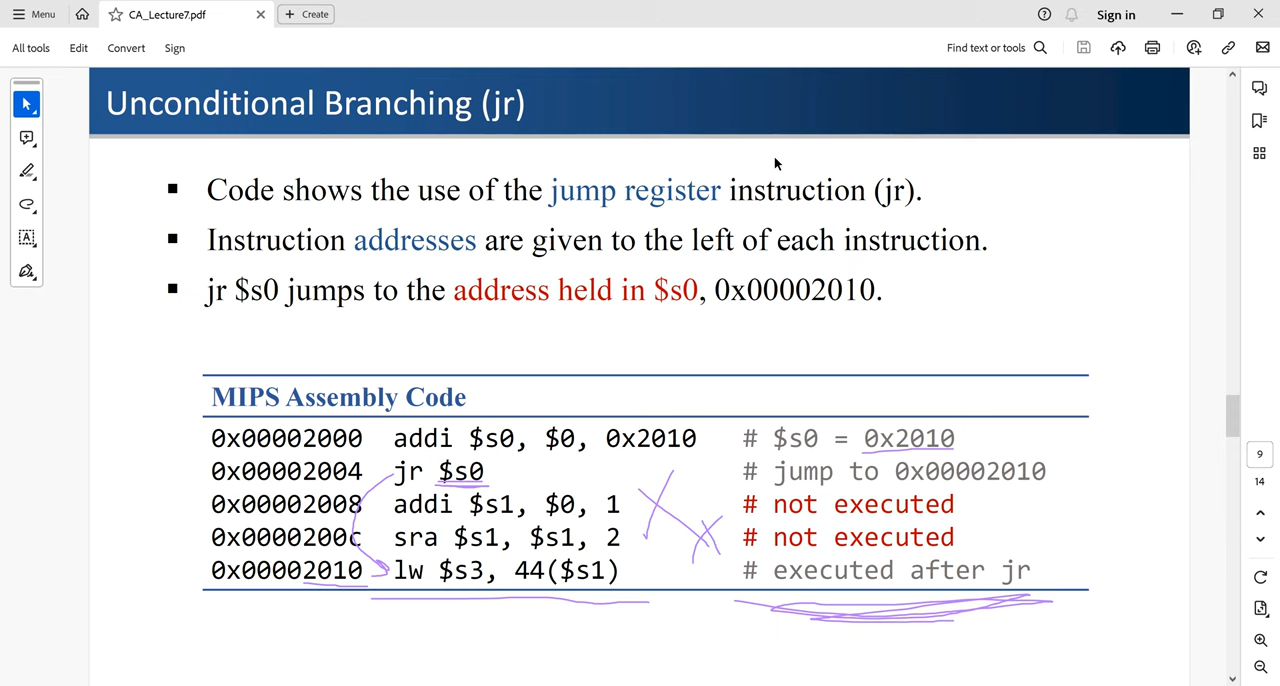 Menu
CA_Lecture7.pdf
Create
Sign in
All tools
Edit
Convert
Sign
Find text or tools
Unconditional Branching (jr)
Code shows the use of the jump register instruction (jr).
Instruction addresses are given to the left of each instruction.
jr $s0 jumps to the address held in $s0, 0x00002010.
MIPS Assembly Code
0x00002000 addi $s0, $0, 0x2010 # $s0 = 0x2010
0x00002004 jr $s0 # jump to 0x00002010
0x00002008 addi $s1, $0, 1 # not executed
0x0000200c sra $s1, $s1, 2 # not executed
0x00002010 lw $s3, 44($s1) # executed after jr
9
14